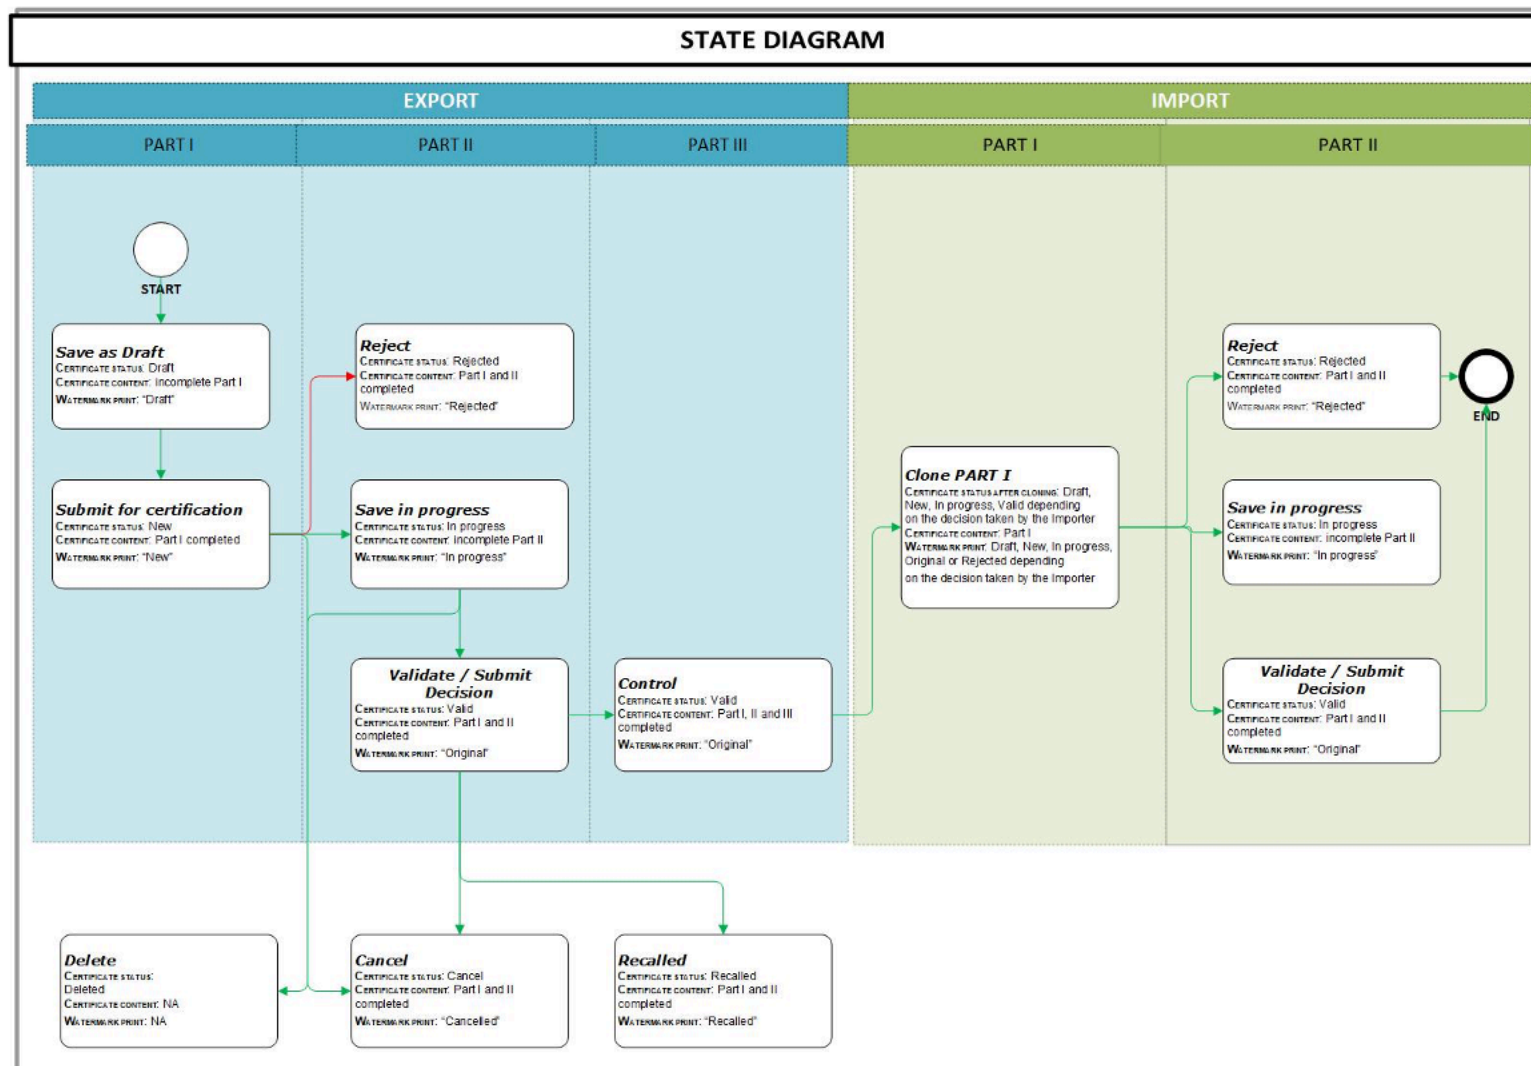 STATE DIAGRAM
EXPORT
IMPORT
PART I
PART II
PART III
PART I
PART II
START
Save as Draft
CERTIFICATE STATUS: Draft
CERTIFICATE CONTENT: incomplete Part I
WATERMARK PRINT: “Draft”
Reject
CERTIFICATE STATUS: Rejected
CERTIFICATE CONTENT: Part I and II
completed
WATERMARK PRINT: “Rejected”
Reject
CERTIFICATE STATUS: Rejected
CERTIFICATE CONTENT: Part I and II
completed
WATERMARK PRINT: “Rejected”
END
Submit for certification
CERTIFICATE STATUS: New
CERTIFICATE CONTENT: Part I completed
WATERMARK PRINT: “New”
Save in progress
CERTIFICATE STATUS: In progress
CERTIFICATE CONTENT: incomplete Part II
WATERMARK PRINT: “In progress”
Clone PART I
CERTIFICATE STATUS AFTER CLONING: Draft,
New, In progress, Valid depending
on the decision taken by the Importer
CERTIFICATE CONTENT: Part I
WATERMARK PRINT: Draft, New, In progress,
Original or Rejected depending
on the decision taken by the Importer
Save in progress
CERTIFICATE STATUS: In progress
CERTIFICATE CONTENT: incomplete Part II
WATERMARK PRINT: “In progress”
Validate / Submit
Decision
CERTIFICATE STATUS: Valid
CERTIFICATE CONTENT: Part I and II
completed
WATERMARK PRINT: “Original”
Control
CERTIFICATE STATUS: Valid
CERTIFICATE CONTENT: Part I, II and III
completed
WATERMARK PRINT: “Original”
Validate / Submit
Decision
CERTIFICATE STATUS: Valid
CERTIFICATE CONTENT: Part I and II
completed
WATERMARK PRINT: “Original”
Delete
CERTIFICATE STATUS:
Deleted
CERTIFICATE CONTENT: NA
WATERMARK PRINT: NA
Cancel
CERTIFICATE STATUS: Cancel
CERTIFICATE CONTENT: Part I and II
completed
WATERMARK PRINT: “Cancelled”
Recalled
CERTIFICATE STATUS: Recalled
CERTIFICATE CONTENT: Part I and II
completed
WATERMARK PRINT: “Recalled”